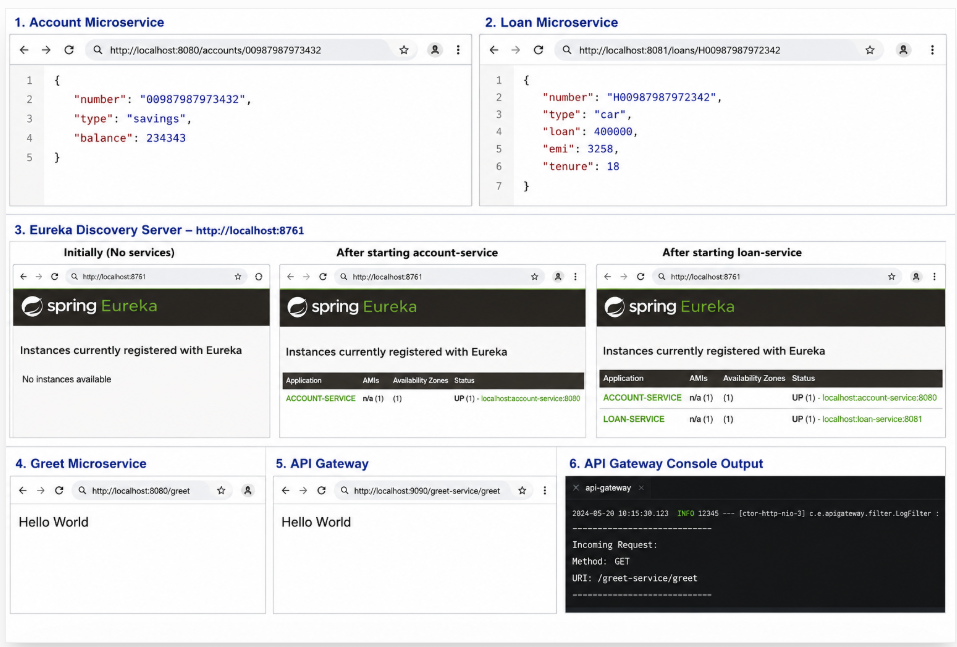 1. Account Microservice
http://localhost:8080/accounts/00987987973432
1 {
2 "number": "00987987973432",
3 "type": "savings",
4 "balance": 234343
5 }
2. Loan Microservice
http://localhost:8081/loans/H00987987972342
1 {
2 "number": "H00987987972342",
3 "type": "car",
4 "loan": 400000,
5 "emi": 3258,
6 "tenure": 18
7 }
3. Eureka Discovery Server – http://localhost:8761
Initially (No services)
http://localhost:8761
spring Eureka
Instances currently registered with Eureka
No instances available
After starting account-service
http://localhost:8761
spring Eureka
Instances currently registered with Eureka
Application AMIs Availability Zones Status
ACCOUNT-SERVICE n/a (1) (1) UP (1) - localhost:account-service:8080
After starting loan-service
http://localhost:8761
spring Eureka
Instances currently registered with Eureka
Application AMIs Availability Zones Status
ACCOUNT-SERVICE n/a (1) (1) UP (1) - localhost:account-service:8080
LOAN-SERVICE n/a (1) (1) UP (1) - localhost:loan-service:8081
4. Greet Microservice
http://localhost:8080/greet
Hello World
5. API Gateway
http://localhost:9090/greet-service/greet
Hello World
6. API Gateway Console Output
api-gateway
2024-05-20 10:15:30.123 INFO 12345 --- [ctor-http-nio-3] c.e.apigateway.filter.LogFilter :
----------------------------
Incoming Request:
Method: GET
URI: /greet-service/greet
----------------------------